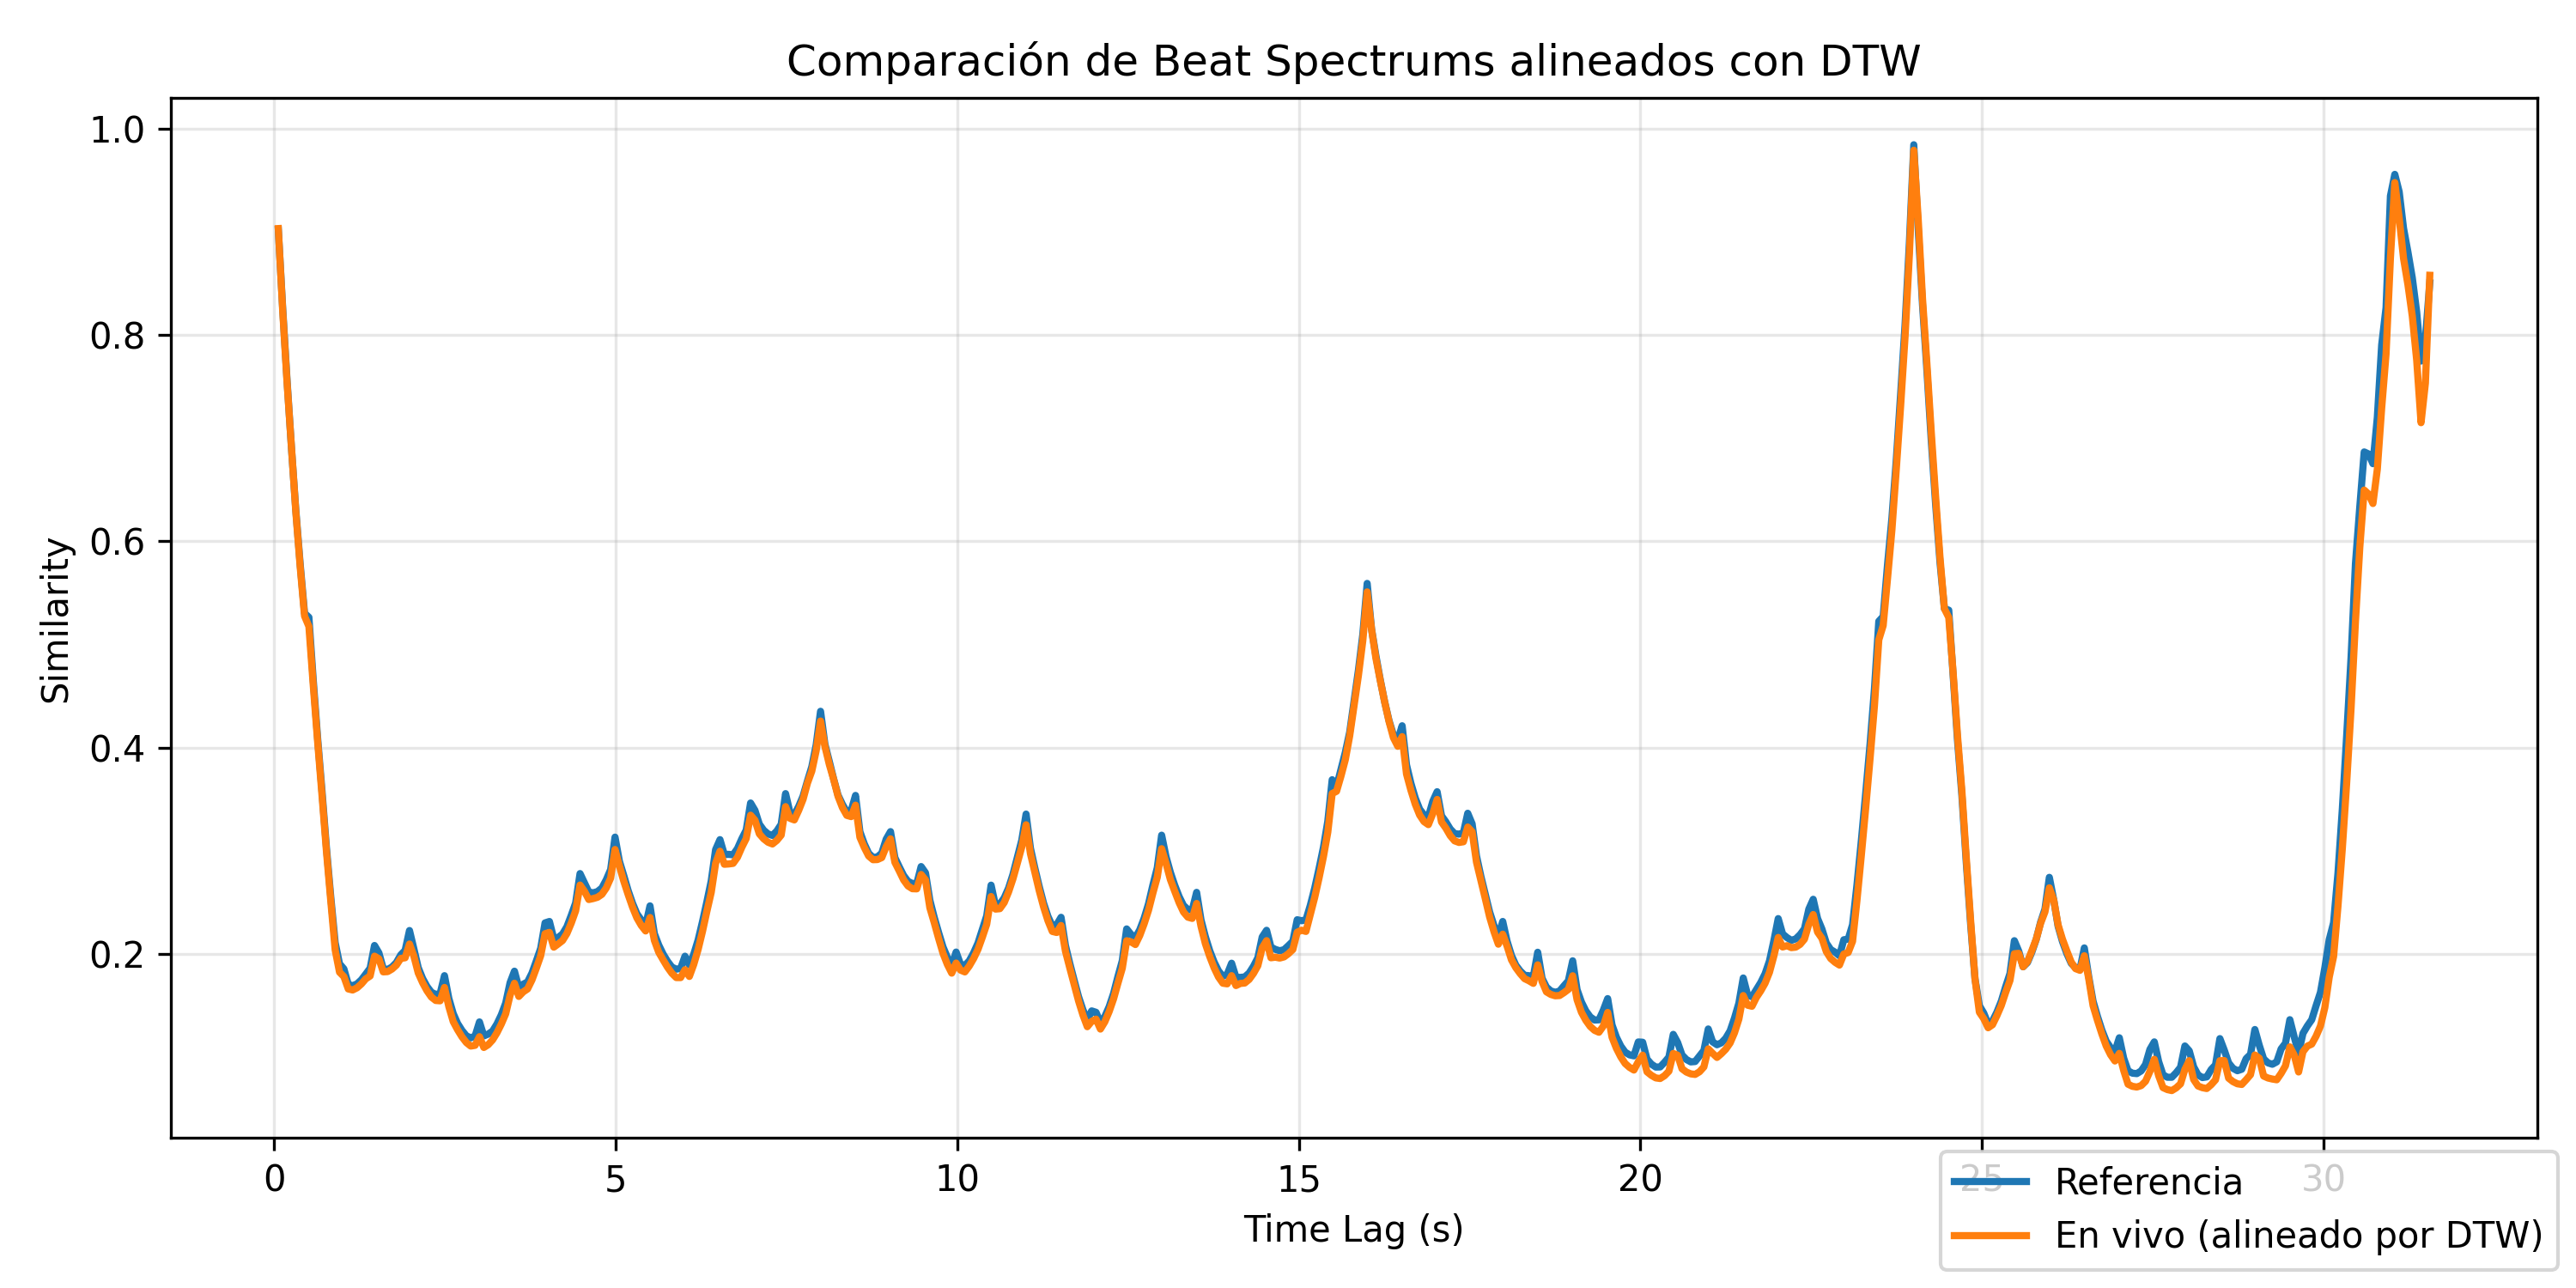 Comparación de Beat Spectrums alineados con DTW
1.0
0.8
0.6
0.4
0.2
Similarity
0 5 10 15 20 25 30
Time Lag (s)
Referencia
En vivo (alineado por DTW)